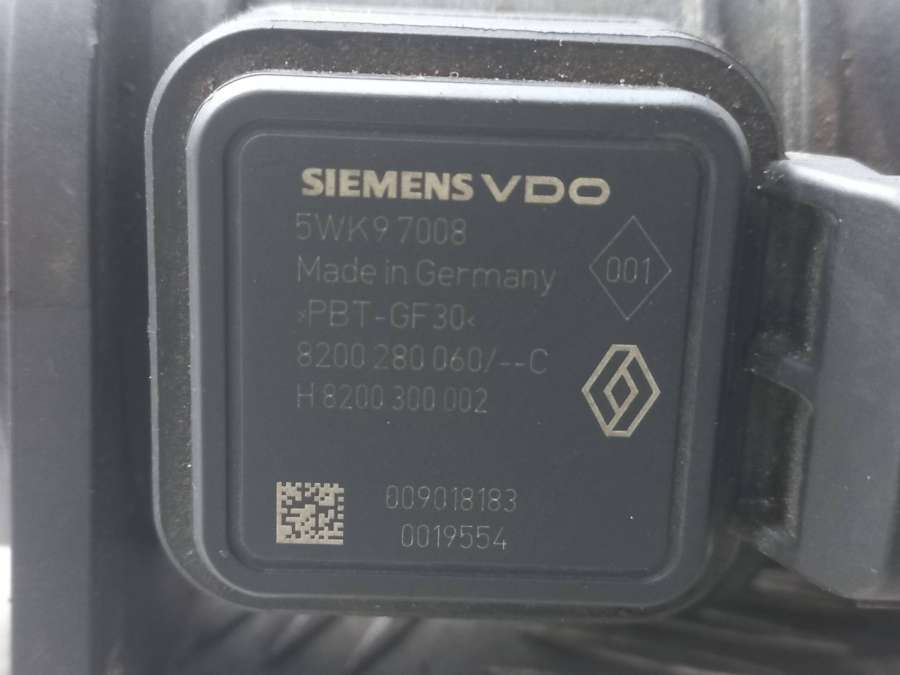 SIEMENS VDO
5WK9 7008
Made in Germany
001
>PBT-GF30<
8200 280 060/--C
H 8200 300 002
009018183
0019554